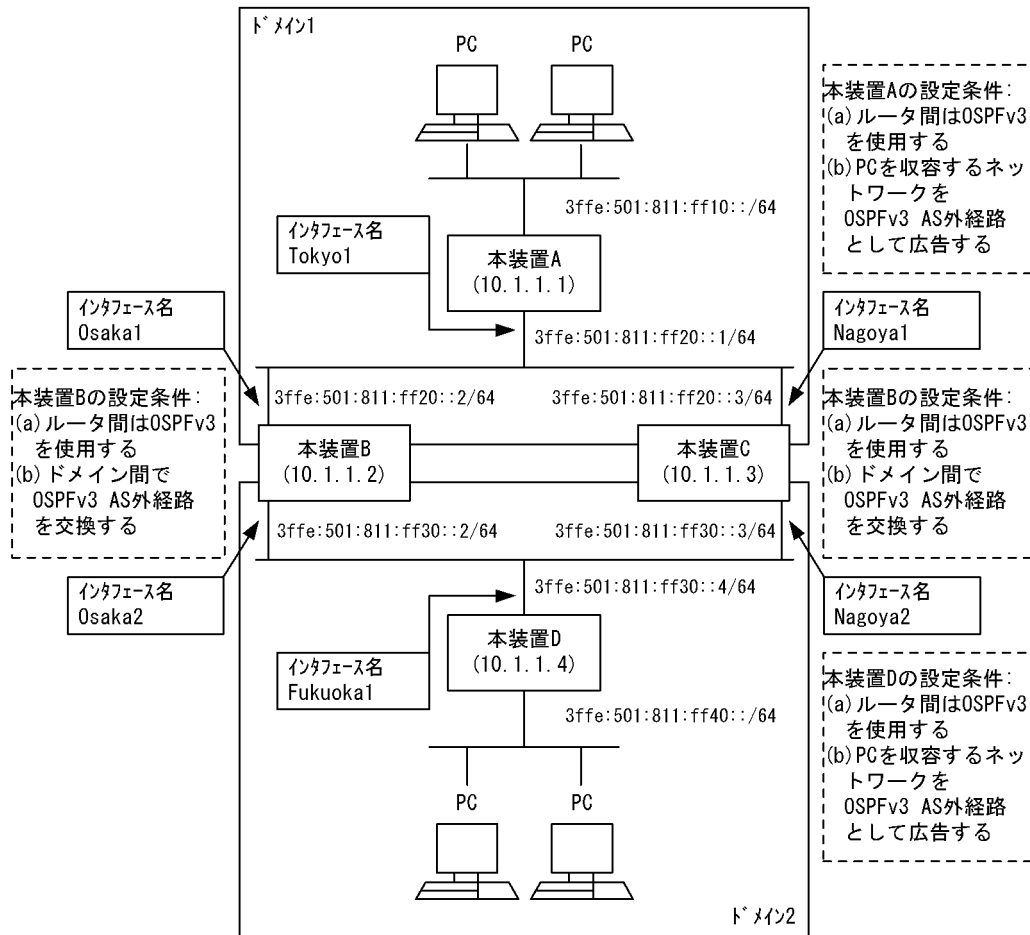 ドメイン1
PC PC
3ffe:501:811:ff10::/64
本装置Aの設定条件:
(a)ルータ間はOSPFv3
を使用する
(b)PCを収容するネッ
トワークを
OSPFv3 AS外経路
として広告する
インタフェース名
Tokyo1
本装置A
(10.1.1.1)
3ffe:501:811:ff20::1/64
インタフェース名
Osaka1
インタフェース名
Nagoya1
3ffe:501:811:ff20::2/64
3ffe:501:811:ff20::3/64
本装置Bの設定条件:
(a)ルータ間はOSPFv3
を使用する
(b)ドメイン間で
OSPFv3 AS外経路
を交換する
本装置B
(10.1.1.2)
本装置C
(10.1.1.3)
本装置Bの設定条件:
(a)ルータ間はOSPFv3
を使用する
(b)ドメイン間で
OSPFv3 AS外経路
を交換する
3ffe:501:811:ff30::2/64
3ffe:501:811:ff30::3/64
インタフェース名
Osaka2
インタフェース名
Nagoya2
3ffe:501:811:ff30::4/64
本装置D
(10.1.1.4)
インタフェース名
Fukuoka1
3ffe:501:811:ff40::/64
本装置Dの設定条件:
(a)ルータ間はOSPFv3
を使用する
(b)PCを収容するネッ
トワークを
OSPFv3 AS外経路
として広告する
PC PC
ドメイン2